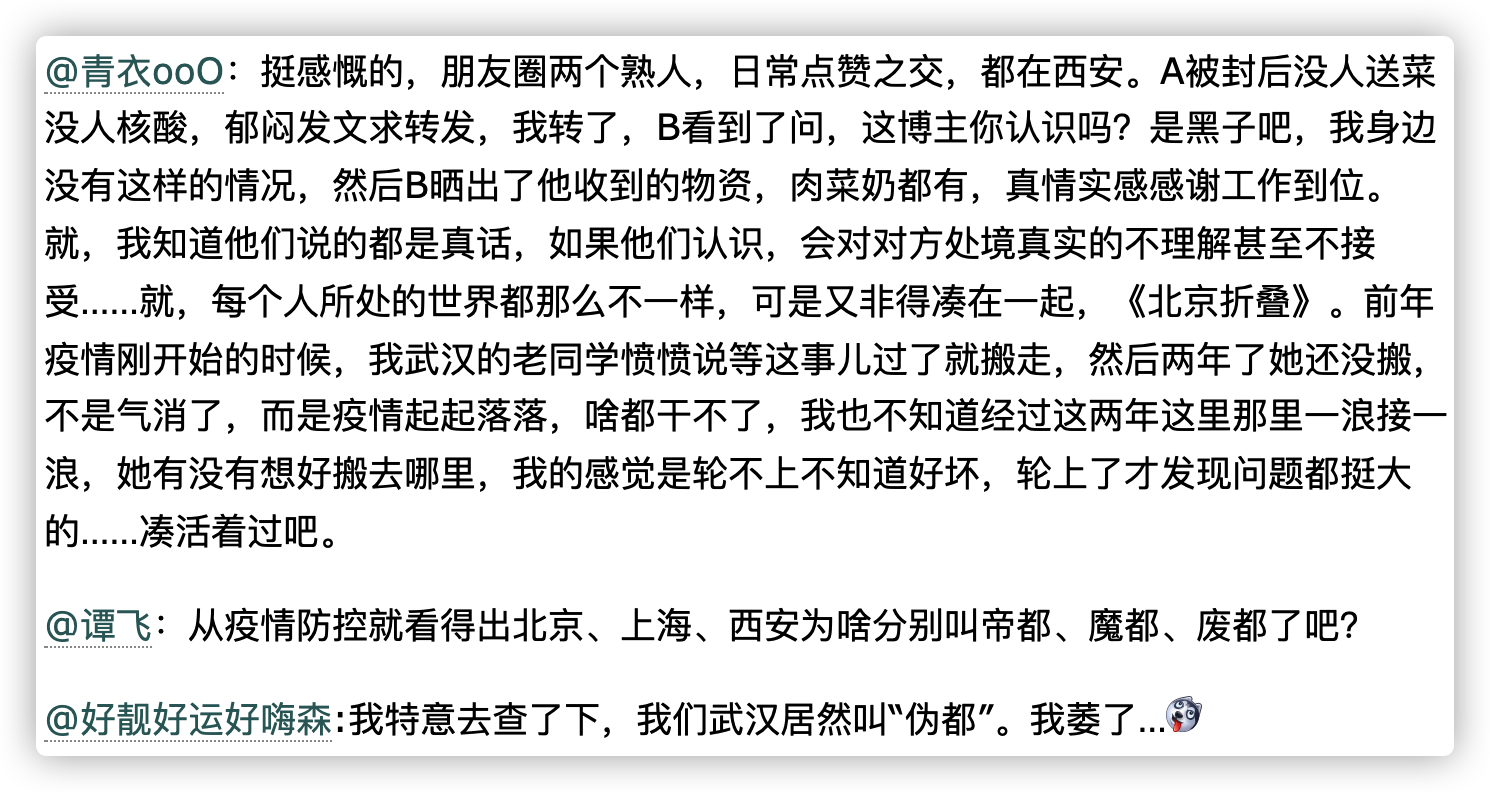 @青衣ooO：挺感慨的，朋友圈两个熟人，日常点赞之交，都在西安。A被封后没人送菜
没人核酸，郁闷发文求转发，我转了，B看到了问，这博主你认识吗？是黑子吧，我身边
没有这样的情况，然后B晒出了他收到的物资，肉菜奶都有，真情实感感谢工作到位。
就，我知道他们说的都是真话，如果他们认识，会对对方处境真实的不理解甚至不接
受......就，每个人所处的世界都那么不一样，可是又非得凑在一起，《北京折叠》。前年
疫情刚开始的时候，我武汉的老同学愤愤说等这事儿过了就搬走，然后两年了她还没搬，
不是气消了，而是疫情起起落落，啥都干不了，我也不知道经过这两年这里那里一浪接一
浪，她有没有想好搬去哪里，我的感觉是轮不上不知道好坏，轮上了才发现问题都挺大
的......凑活着过吧。
@谭飞：从疫情防控就看得出北京、上海、西安为啥分别叫帝都、魔都、废都了吧？
@好靓好运好嗨森:我特意去查了下，我们武汉居然叫“伪都”。我萎了...